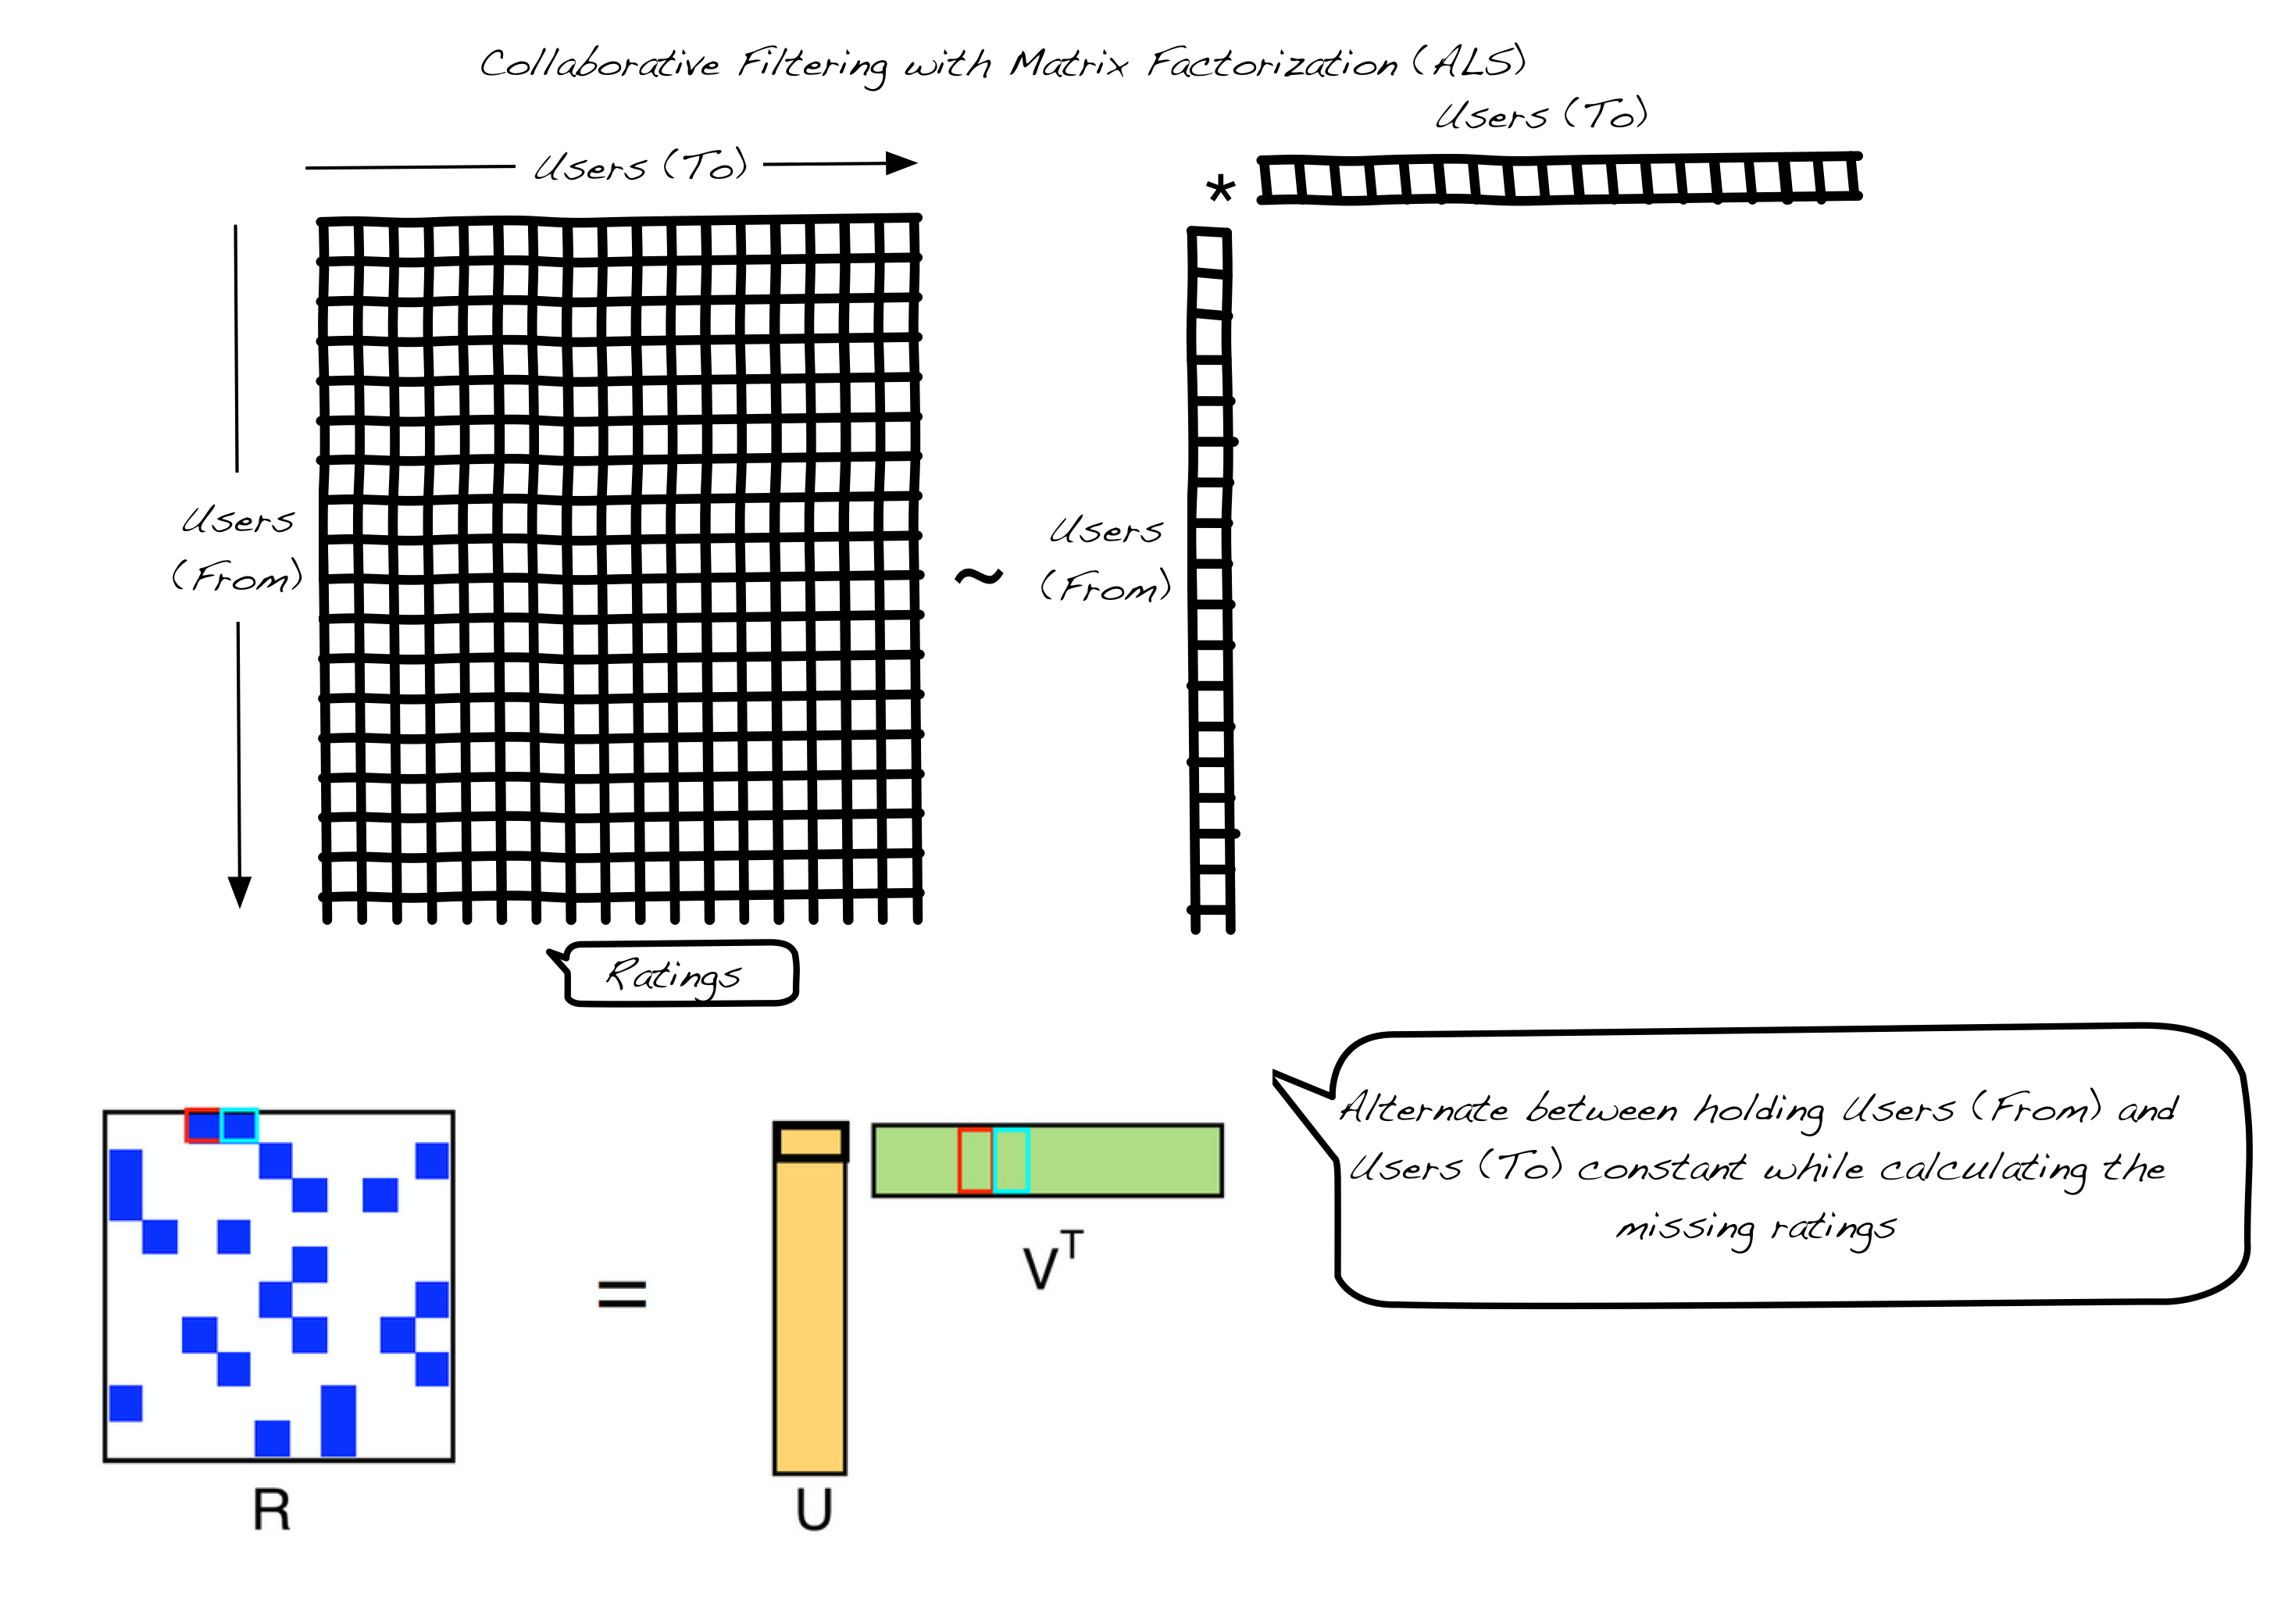 Collaborative Filtering with Matrix Factorization (ALS)
Users (To)
Users (To)
*
Users
(From)
~
Users
(From)
Ratings
Alternate between holding Users (From) and
Users (To) constant while calculating the
missing ratings
=
V^T
R
U